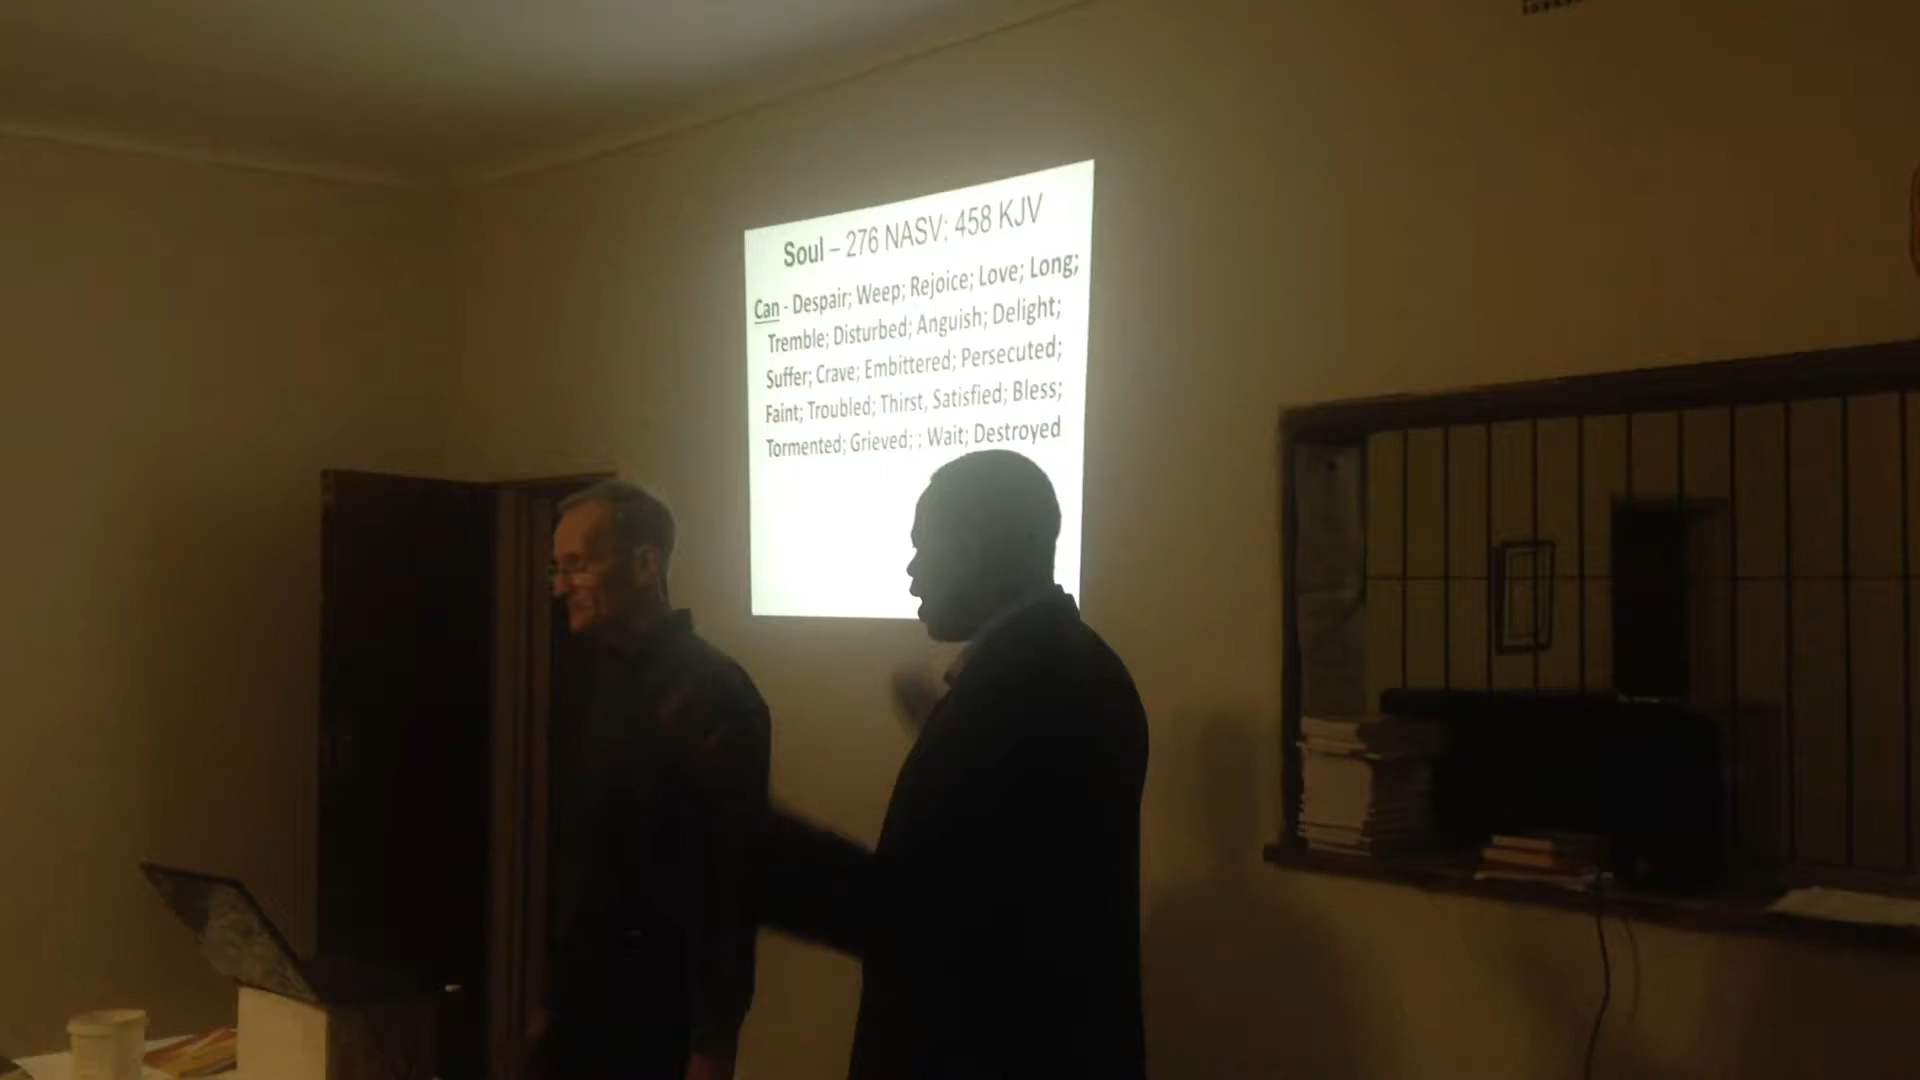 Soul – 276 NASV; 458 KJV
Can - Despair; Weep; Rejoice; Love; Long;
Tremble; Disturbed; Anguish; Delight;
Suffer; Crave; Embittered; Persecuted;
Faint; Troubled; Thirst, Satisfied; Bless;
Tormented; Grieved; ; Wait; Destroyed